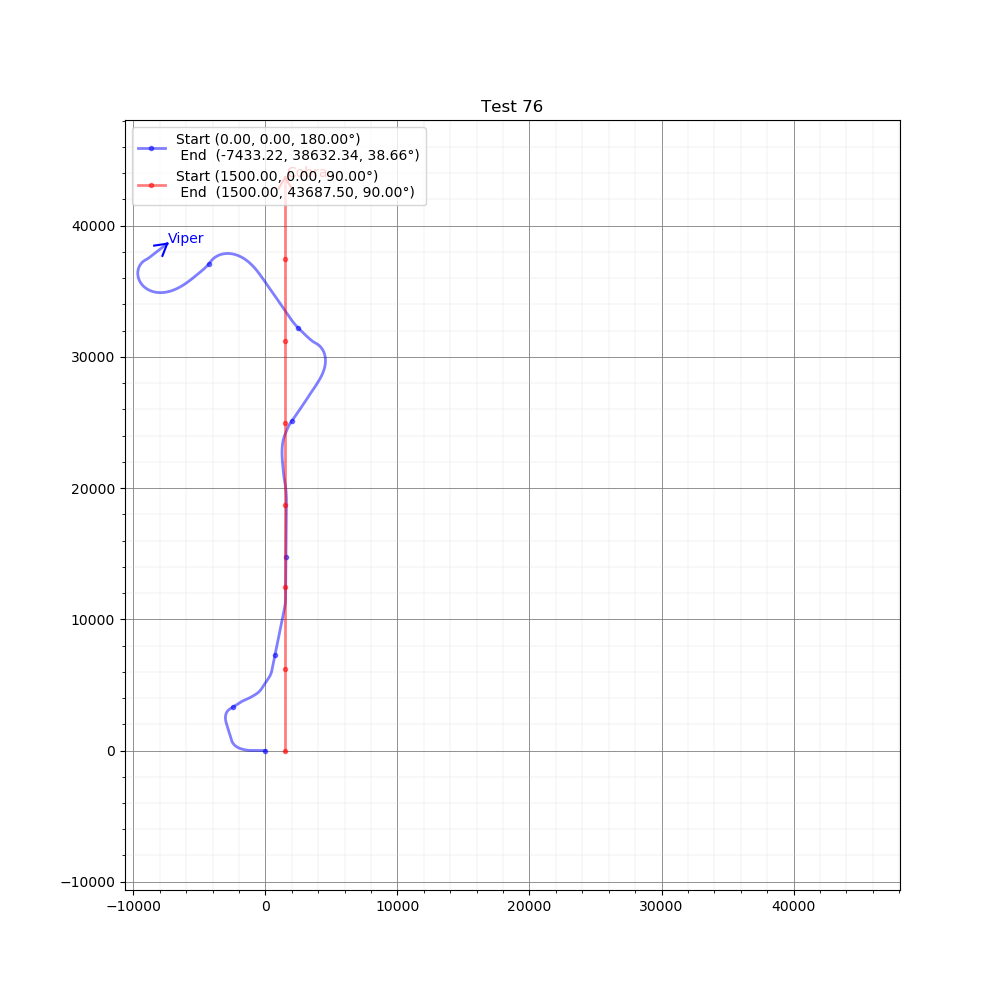 Test 76
Start (0.00, 0.00, 180.00°)
End (-7433.22, 38632.34, 38.66°)
Start (1500.00, 0.00, 90.00°)
End (1500.00, 43687.50, 90.00°)
Viper
40000
30000
20000
10000
0
−10000
−10000
0
10000
20000
30000
40000